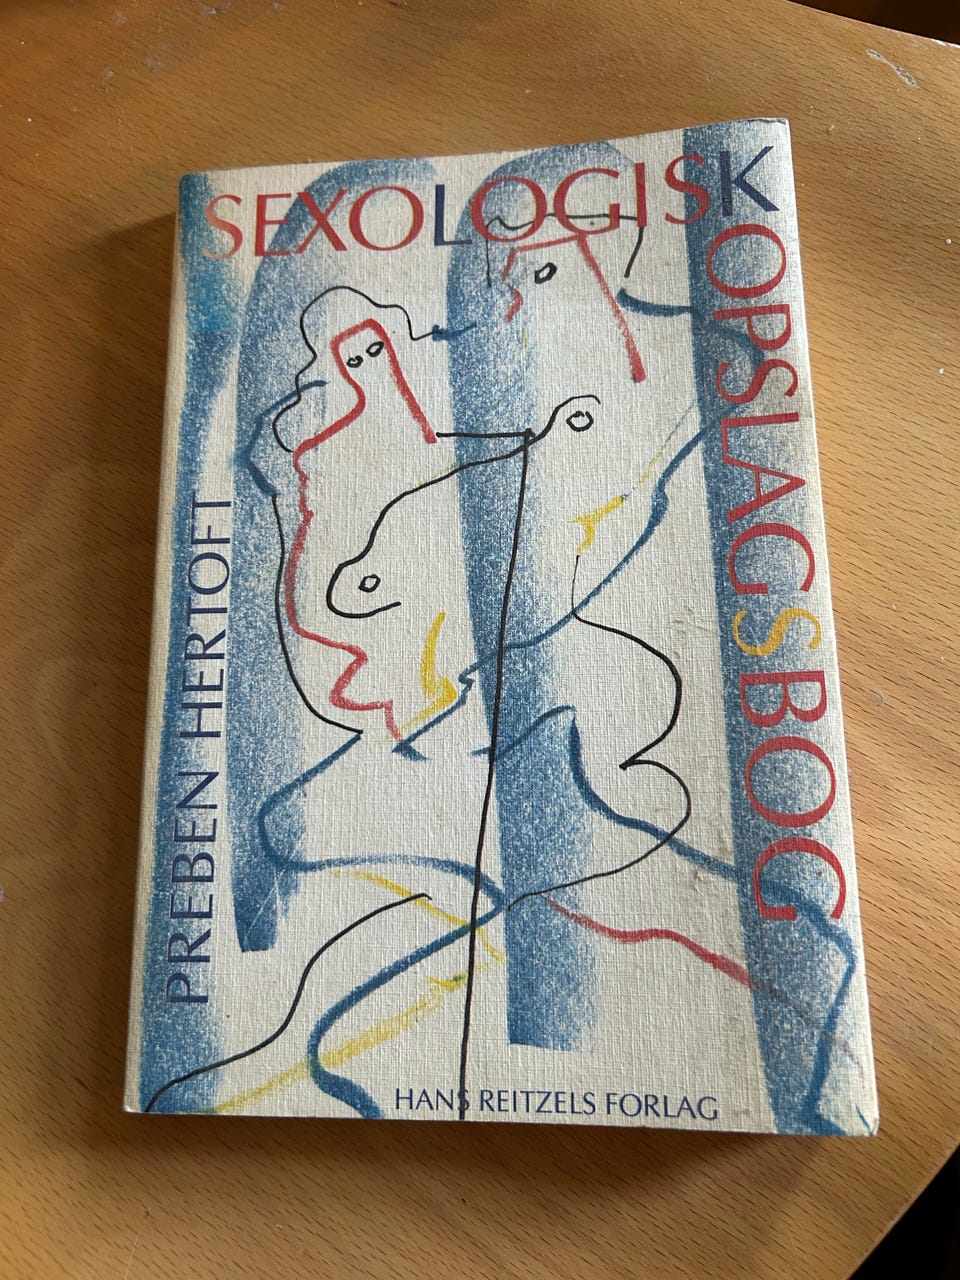 SEXOLOGISK
OPSLAGSBOG
PREBEN HERTOFT
HANS REITZELS FORLAG